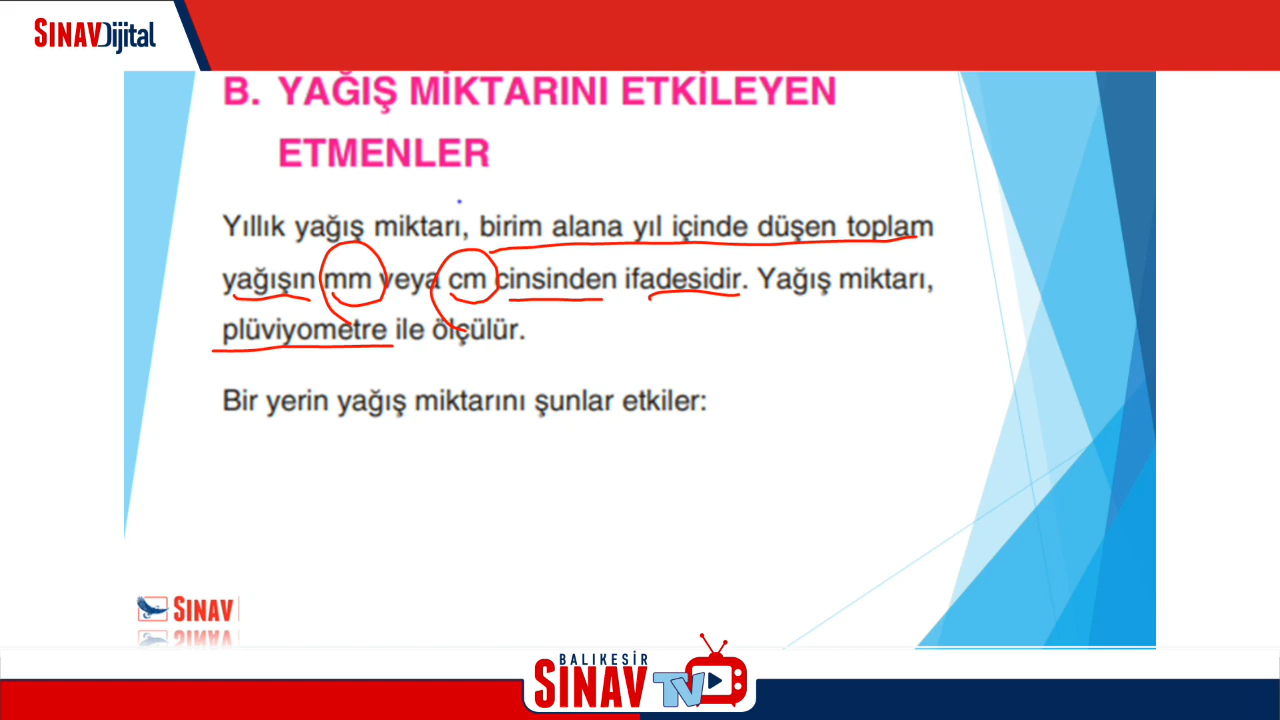 SINAVDijital
B. YAĞIŞ MİKTARINI ETKİLEYEN
ETMENLER
Yıllık yağış miktarı, birim alana yıl içinde düşen toplam
yağışın mm veya cm cinsinden ifadesidir. Yağış miktarı,
plüviyometre ile ölçülür.
Bir yerin yağış miktarını şunlar etkiler:
SINAV
BALIKESİR
SINAV TV